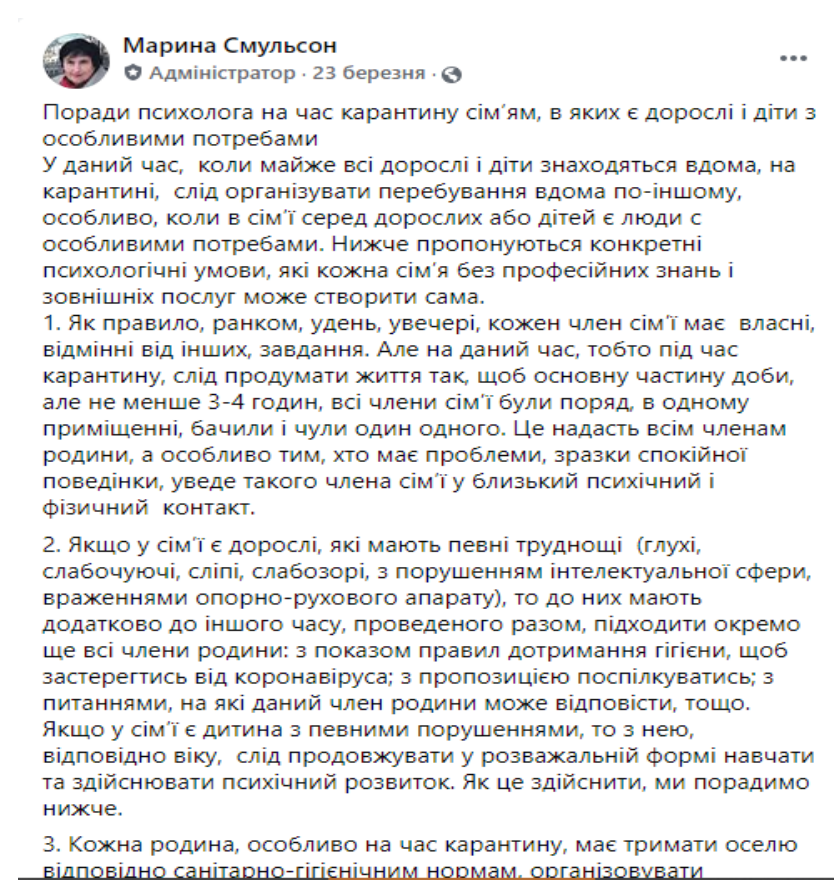 Марина Смульсон
Адміністратор · 23 березня ·
Поради психолога на час карантину сім'ям, в яких є дорослі і діти з
особливими потребами
У даний час, коли майже всі дорослі і діти знаходяться вдома, на
карантині, слід організувати перебування вдома по-іншому,
особливо, коли в сім'ї серед дорослих або дітей є люди с
особливими потребами. Нижче пропонуються конкретні
психологічні умови, які кожна сім'я без професійних знань і
зовнішніх послуг може створити сама.
1. Як правило, ранком, удень, увечері, кожен член сім'ї має власні,
відмінні від інших, завдання. Але на даний час, тобто під час
карантину, слід продумати життя так, щоб основну частину доби,
але не менше 3-4 годин, всі члени сім'ї були поряд, в одному
приміщенні, бачили і чули один одного. Це надасть всім членам
родини, а особливо тим, хто має проблеми, зразки спокійної
поведінки, уведе такого члена сім'ї у близький психічний і
фізичний контакт.
2. Якщо у сім'ї є дорослі, які мають певні труднощі (глухі,
слабочуючі, сліпі, слабозорі, з порушенням інтелектуальної сфери,
враженнями опорно-рухового апарату), то до них мають
додатково до іншого часу, проведеного разом, підходити окремо
ще всі члени родини: з показом правил дотримання гігієни, щоб
застерегтись від коронавіруса; з пропозицією поспілкуватись; з
питаннями, на які даний член родини може відповісти, тощо.
Якщо у сім'ї є дитина з певними порушеннями, то з нею,
відповідно віку, слід продовжувати у розважальній формі навчати
та здійснювати психічний розвиток. Як це здійснити, ми порадимо
нижче.
3. Кожна родина, особливо на час карантину, має тримати оселю
відповідно санітарно-гігієнічним нормам, організовувати